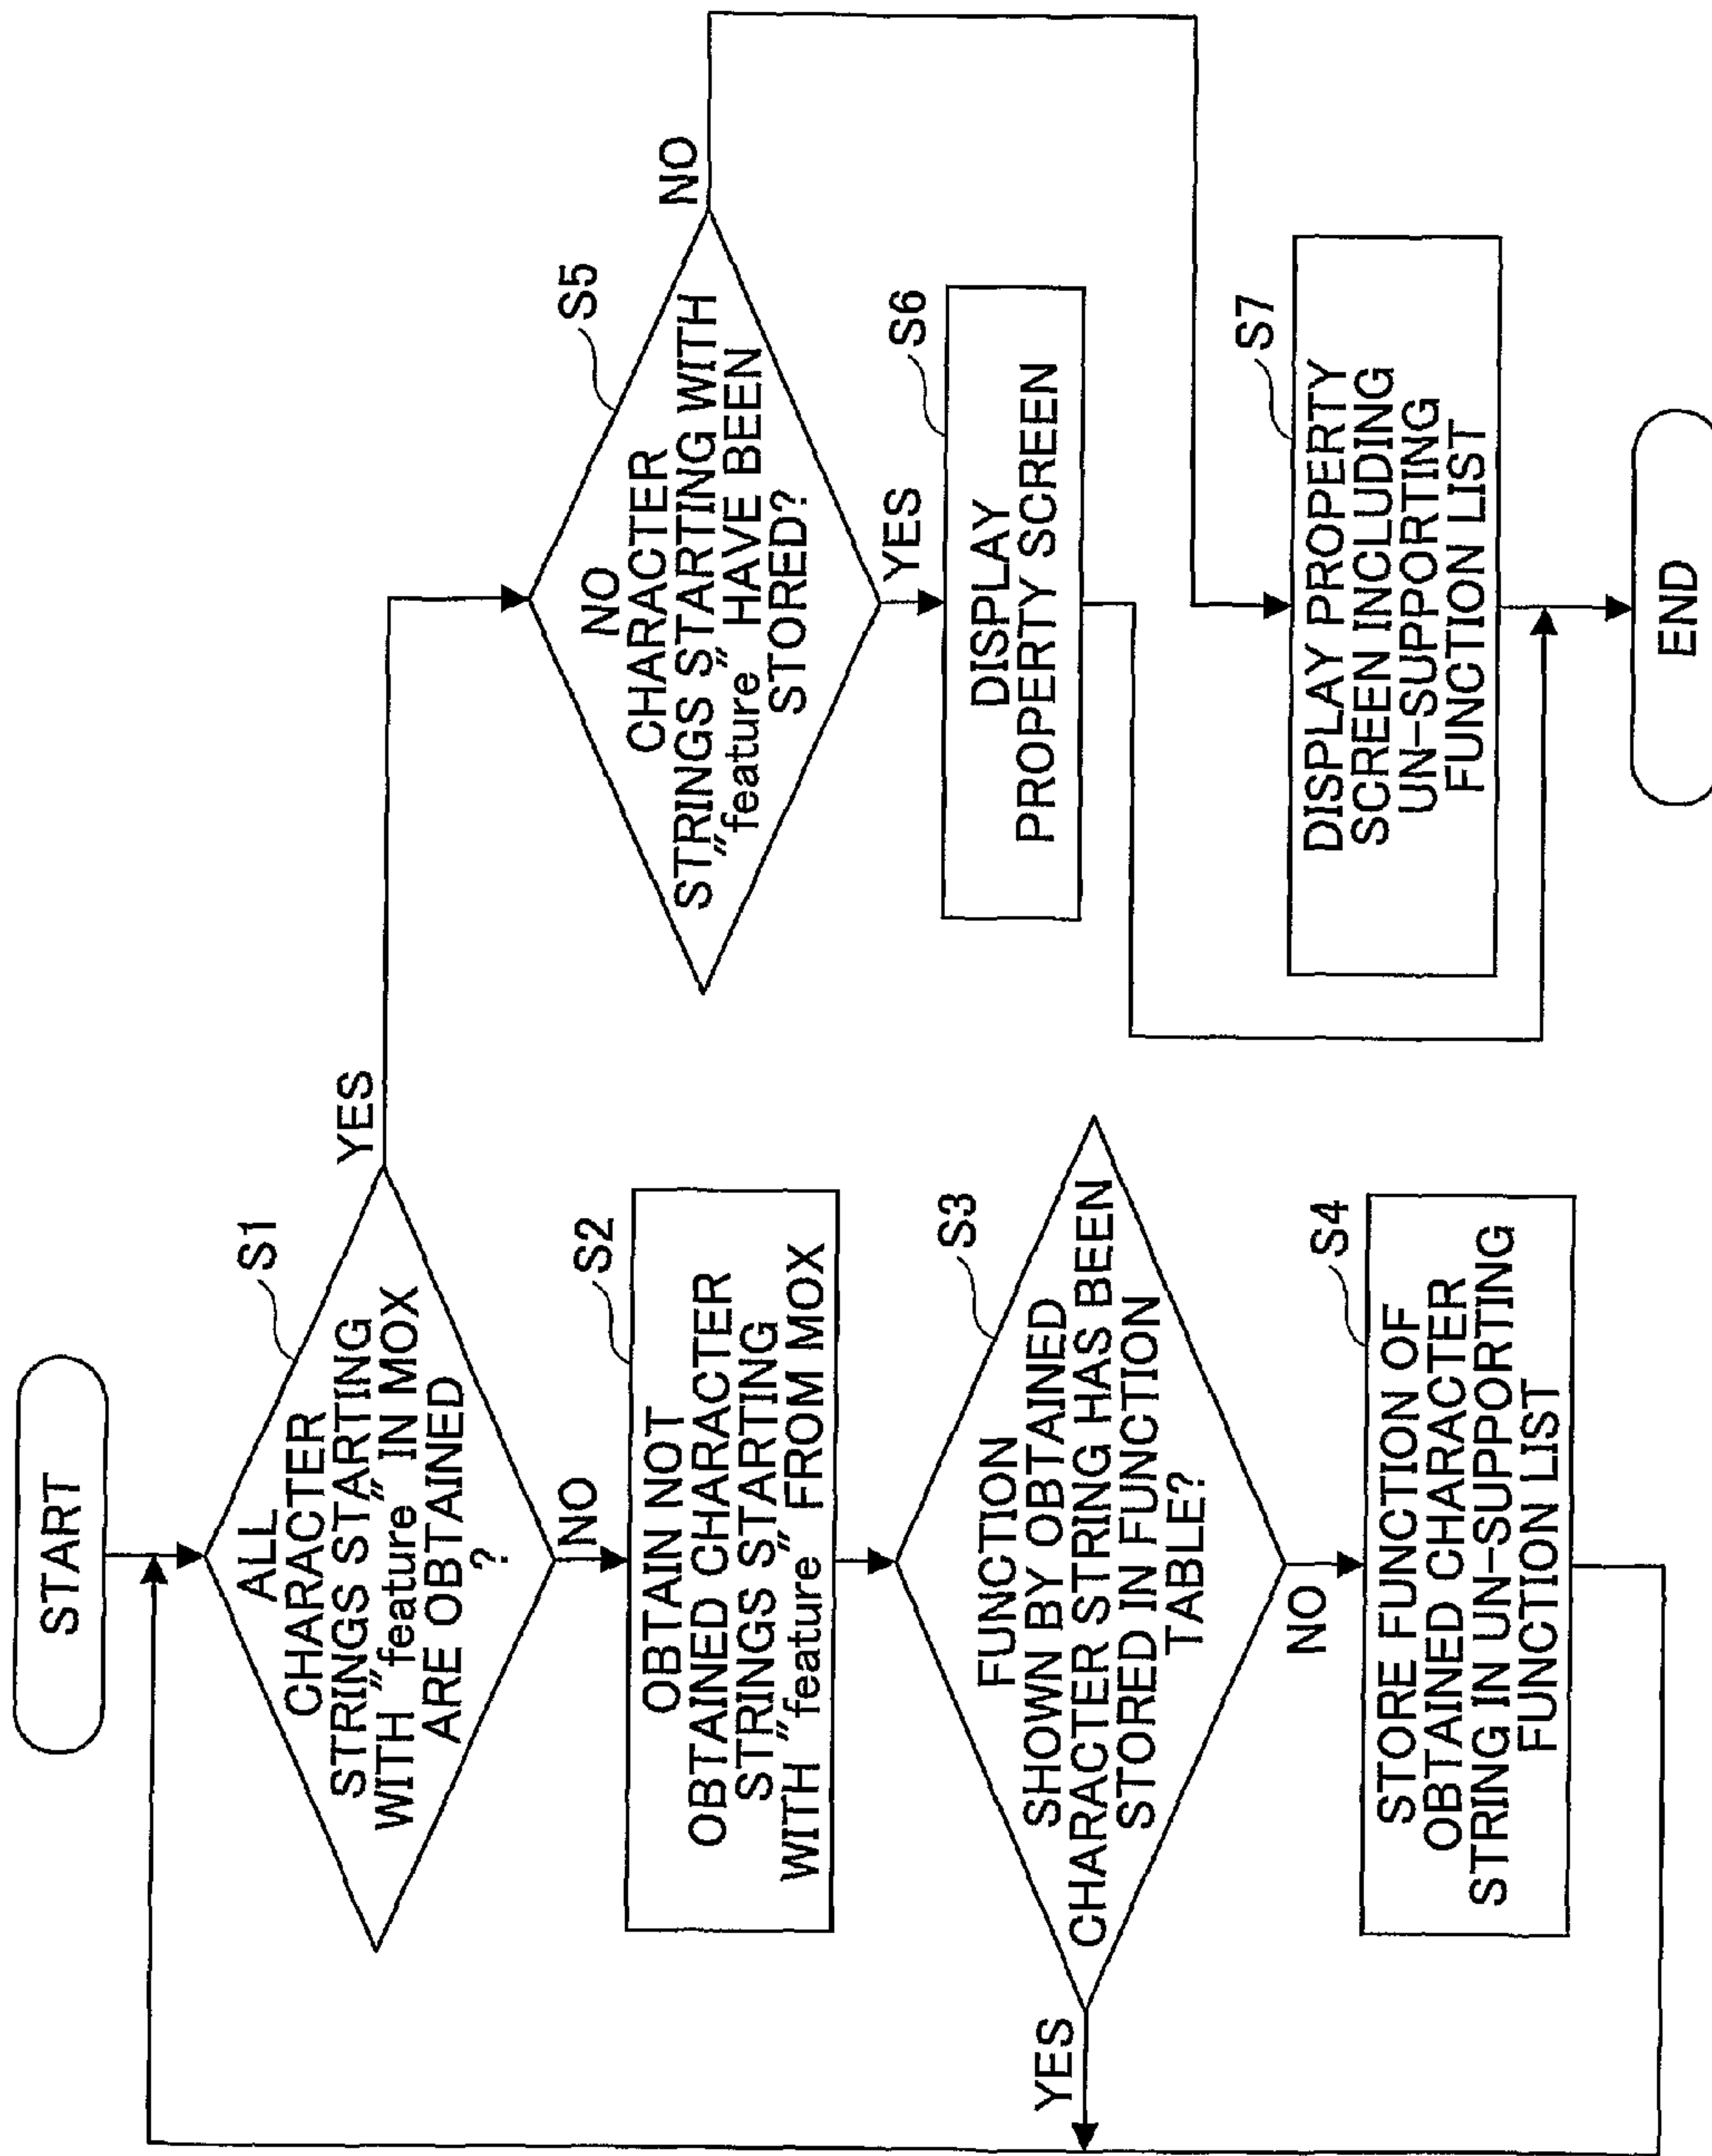 START
S1
ALL
CHARACTER
STRINGS STARTING
WITH "feature" IN MOX
ARE OBTAINED
?
YES
NO
S2
OBTAIN NOT
OBTAINED CHARACTER
STRINGS STARTING
WITH "feature" FROM MOX
S3
FUNCTION
SHOWN BY OBTAINED
CHARACTER STRING HAS BEEN
STORED IN FUNCTION
TABLE?
YES
NO
S4
STORE FUNCTION OF
OBTAINED CHARACTER
STRING IN UN-SUPPORTING
FUNCTION LIST
S5
NO
CHARACTER
STRINGS STARTING WITH
"feature" HAVE BEEN
STORED?
NO
YES
S6
DISPLAY
PROPERTY SCREEN
S7
DISPLAY PROPERTY
SCREEN INCLUDING
UN-SUPPORTING
FUNCTION LIST
END